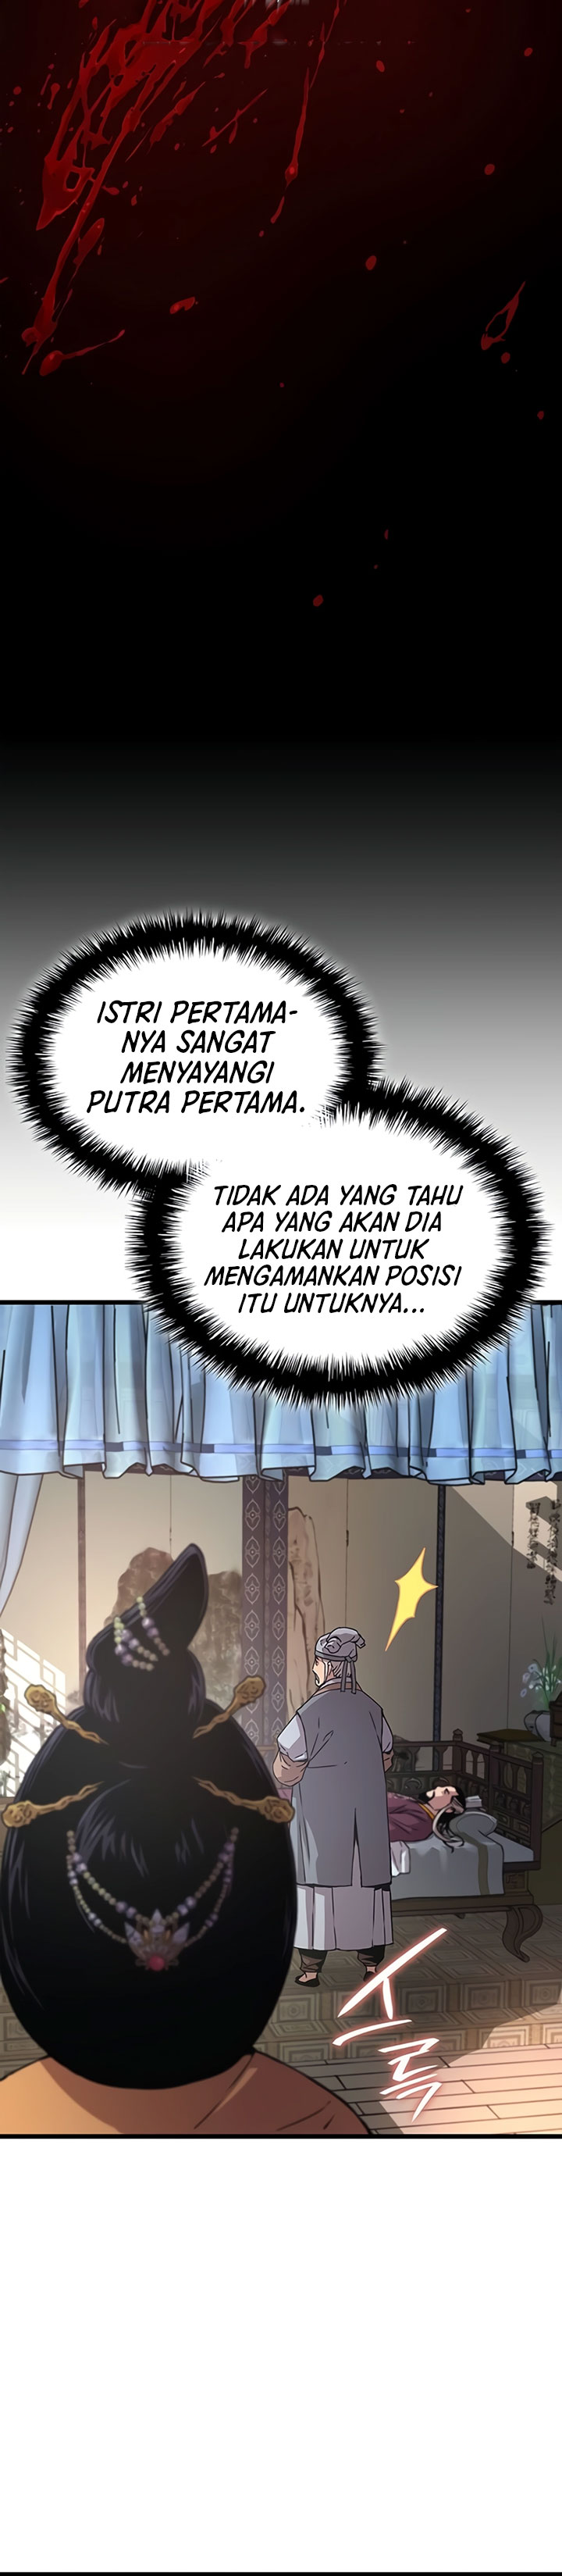 ISTRI PERTAMA-
NYA SANGAT
MENYAYANGI
PUTRA PERTAMA.
TIDAK ADA YANG TAHU
APA YANG AKAN DIA
LAKUKAN UNTUK
MENGAMANKAN POSISI
ITU UNTUKNYA...
스륵